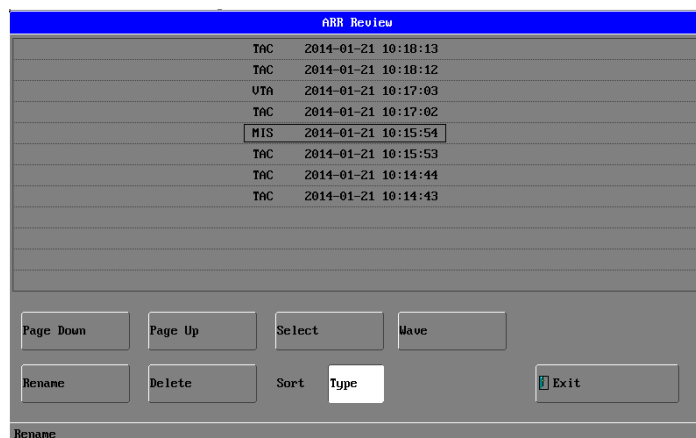 ARR Review
TAC 2014-01-21 10:18:13
TAC 2014-01-21 10:18:12
VTA 2014-01-21 10:17:03
TAC 2014-01-21 10:17:02
MIS 2014-01-21 10:15:54
TAC 2014-01-21 10:15:53
TAC 2014-01-21 10:14:44
TAC 2014-01-21 10:14:43
Page Down Page Up Select Wave
Rename Delete Sort Type Exit
Rename